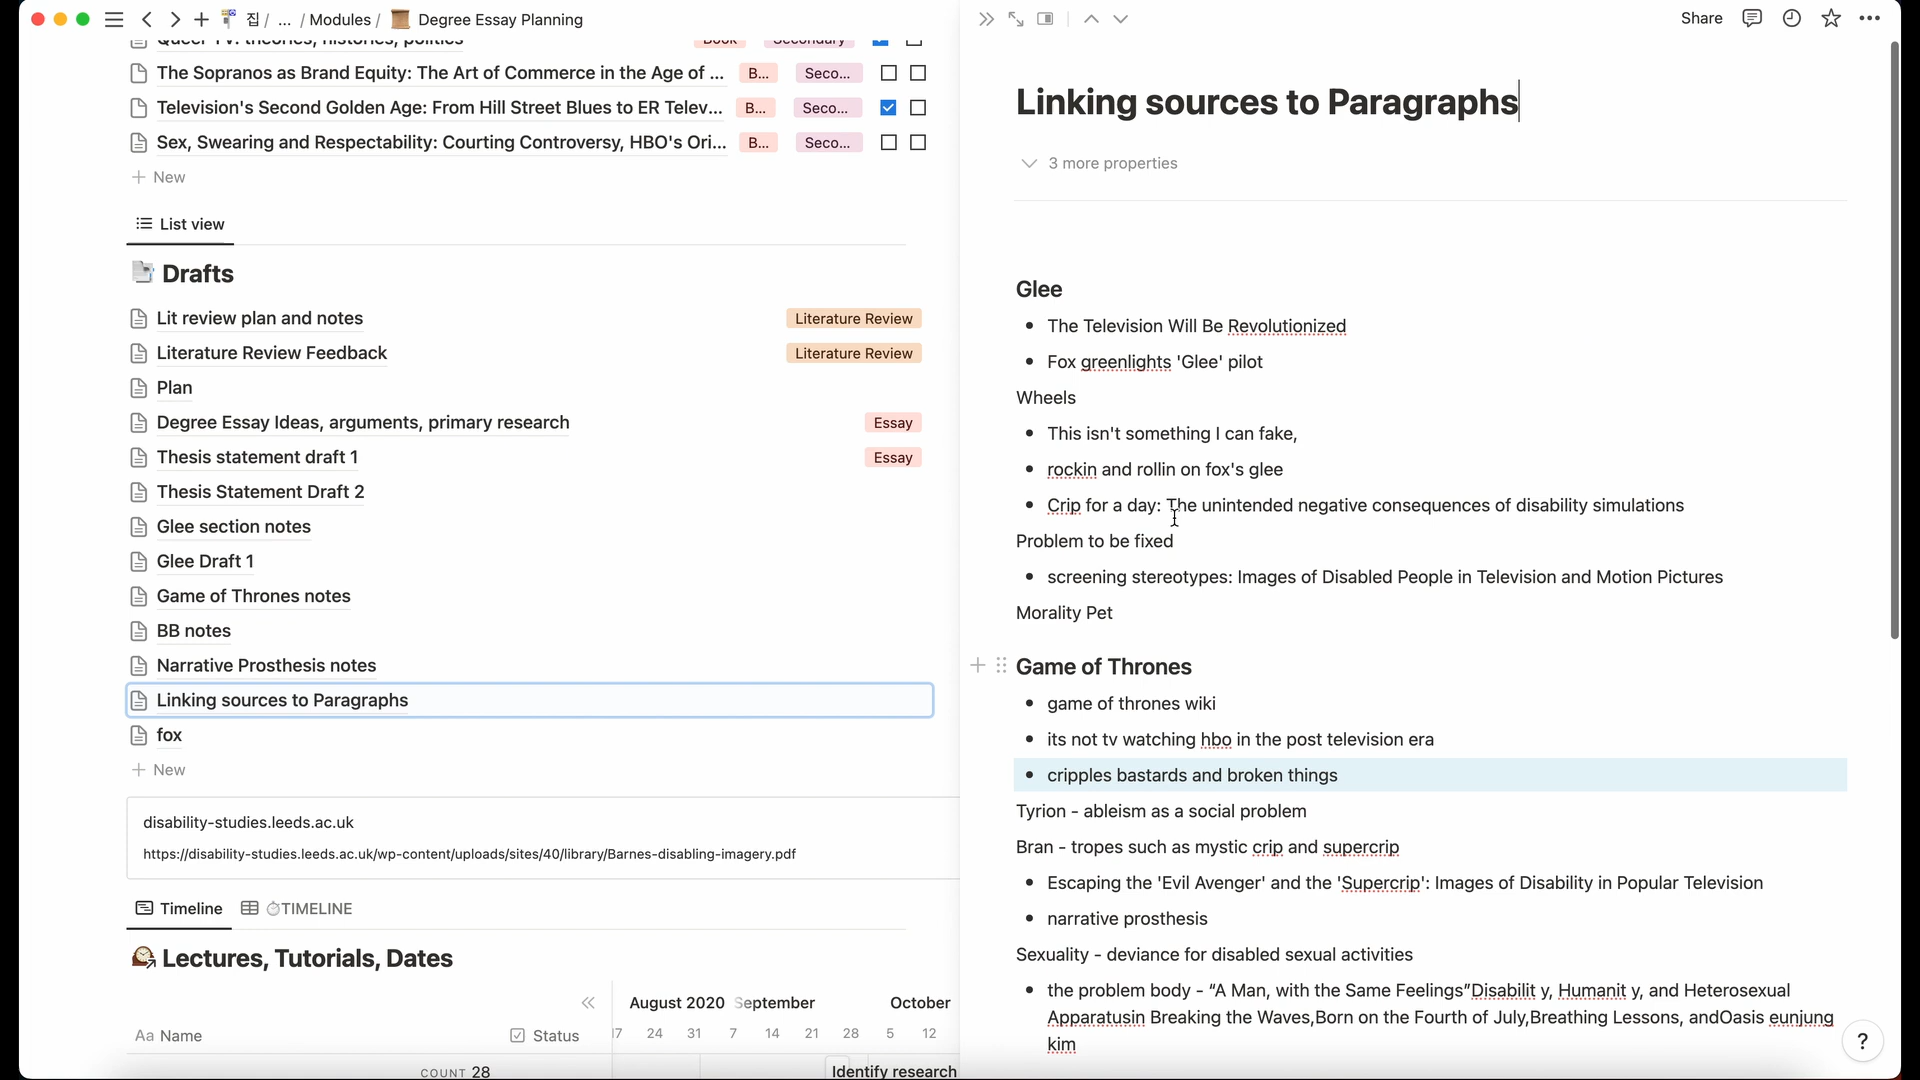 집 / ... / Modules / Degree Essay Planning
Queer TV: theories, histories, politics Book Secondary
The Sopranos as Brand Equity: The Art of Commerce in the Age of ... B... Seco...
Television's Second Golden Age: From Hill Street Blues to ER Telev... B... Seco...
Sex, Swearing and Respectability: Courting Controversy, HBO's Ori... B... Seco...
+ New
List view
Drafts
Lit review plan and notes Literature Review
Literature Review Feedback Literature Review
Plan
Degree Essay Ideas, arguments, primary research Essay
Thesis statement draft 1 Essay
Thesis Statement Draft 2
Glee section notes
Glee Draft 1
Game of Thrones notes
BB notes
Narrative Prosthesis notes
Linking sources to Paragraphs
fox
+ New
disability-studies.leeds.ac.uk
https://disability-studies.leeds.ac.uk/wp-content/uploads/sites/40/library/Barnes-disabling-imagery.pdf
Timeline TIMELINE
Lectures, Tutorials, Dates
August 2020 September October
Aa Name Status 17 24 31 7 14 21 28 5 12
COUNT 28 Identify research
Share
Linking sources to Paragraphs
3 more properties
Glee
• The Television Will Be Revolutionized
• Fox greenlights 'Glee' pilot
Wheels
• This isn't something I can fake,
• rockin and rollin on fox's glee
• Crip for a day: The unintended negative consequences of disability simulations
Problem to be fixed
• screening stereotypes: Images of Disabled People in Television and Motion Pictures
Morality Pet
Game of Thrones
• game of thrones wiki
• its not tv watching hbo in the post television era
• cripples bastards and broken things
Tyrion - ableism as a social problem
Bran - tropes such as mystic crip and supercrip
• Escaping the 'Evil Avenger' and the 'Supercrip': Images of Disability in Popular Television
• narrative prosthesis
Sexuality - deviance for disabled sexual activities
• the problem body - “A Man, with the Same Feelings”Disabilit y, Humanit y, and Heterosexual
Apparatusin Breaking the Waves,Born on the Fourth of July,Breathing Lessons, andOasis eunjung
kim
?